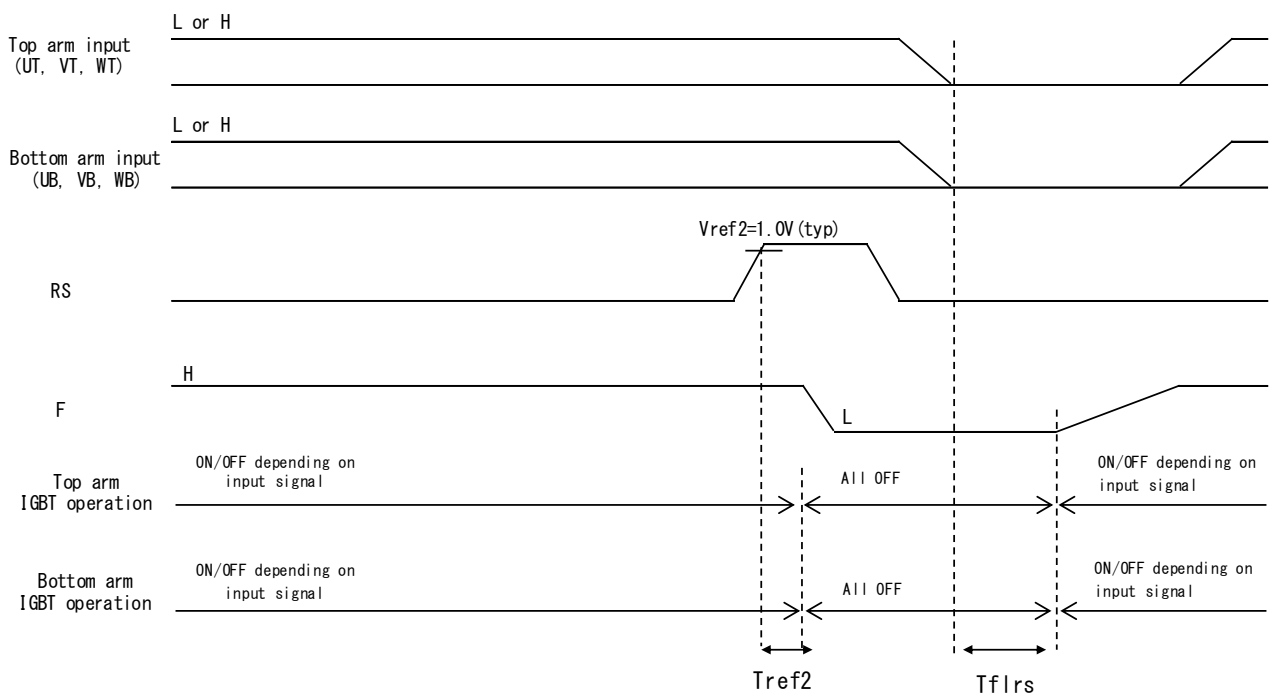 L or H
Top arm input
(UT, VT, WT)
L or H
Bottom arm input
(UB, VB, WB)
Vref2=1.0V(typ)
RS
H
F
L
ON/OFF depending on
input signal
Top arm
IGBT operation
All OFF
ON/OFF depending on
input signal
ON/OFF depending on
input signal
Bottom arm
IGBT operation
All OFF
ON/OFF depending on
input signal
Tref2
Tflrs